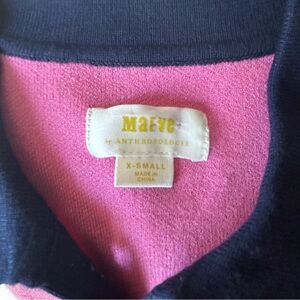 Maeve
by ANTHROPOLOGIE
X-SMALL
MADE IN
CHINA